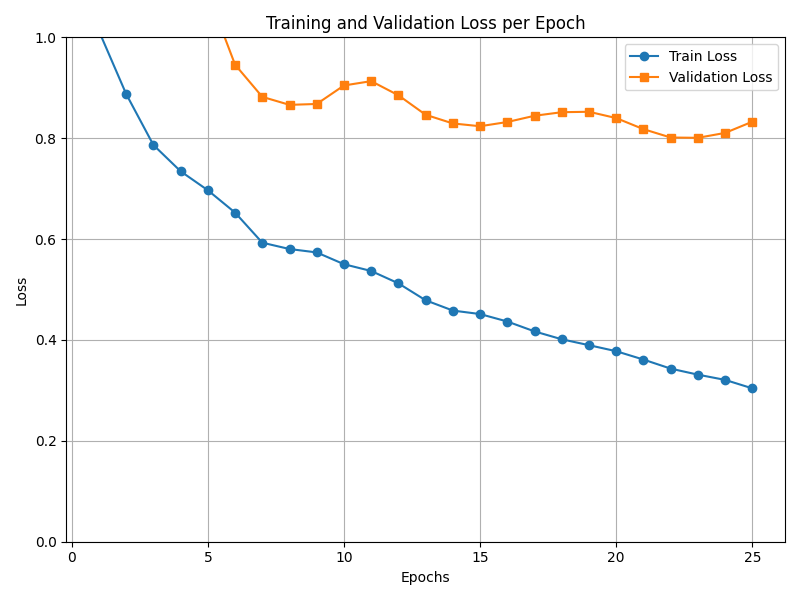 Training and Validation Loss per Epoch
Train Loss
Validation Loss
1.0
0.8
0.6
0.4
0.2
0.0
Loss
0 5 10 15 20 25
Epochs